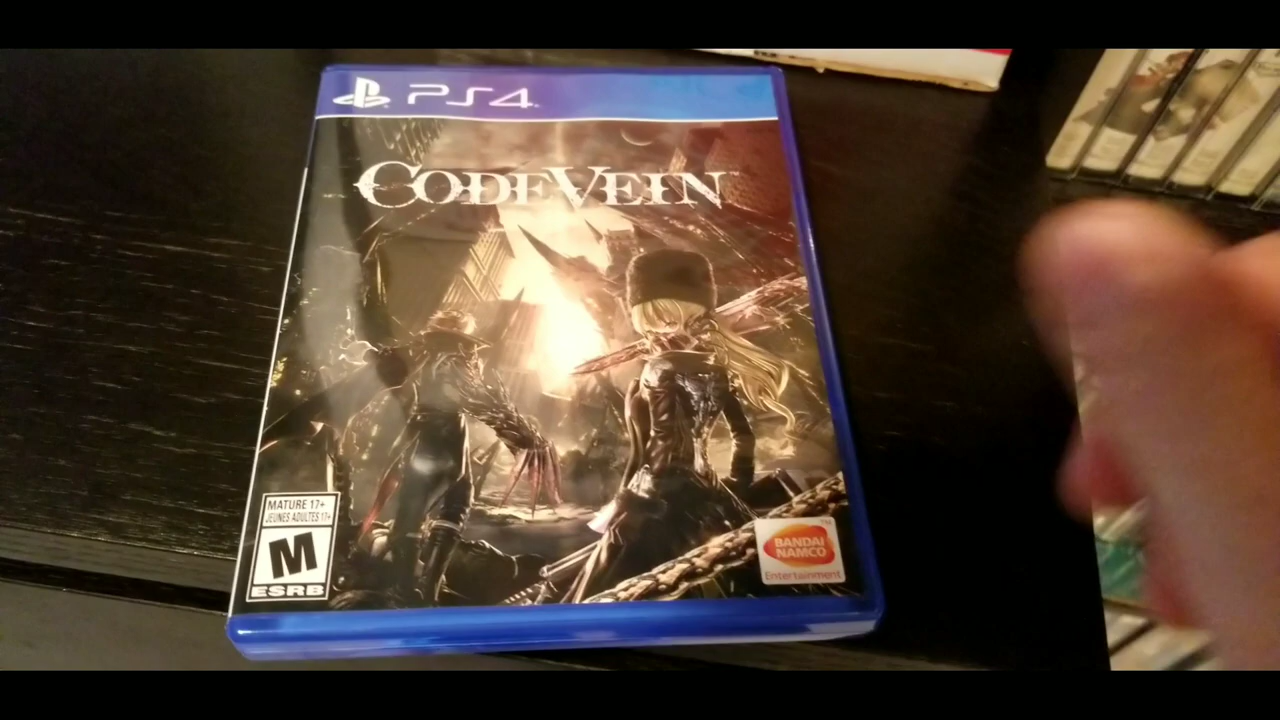 PS4
CODE VEIN
MATURE 17+
JEUNES ADULTES 17+
M
ESRB
BANDAI
NAMCO
Entertainment